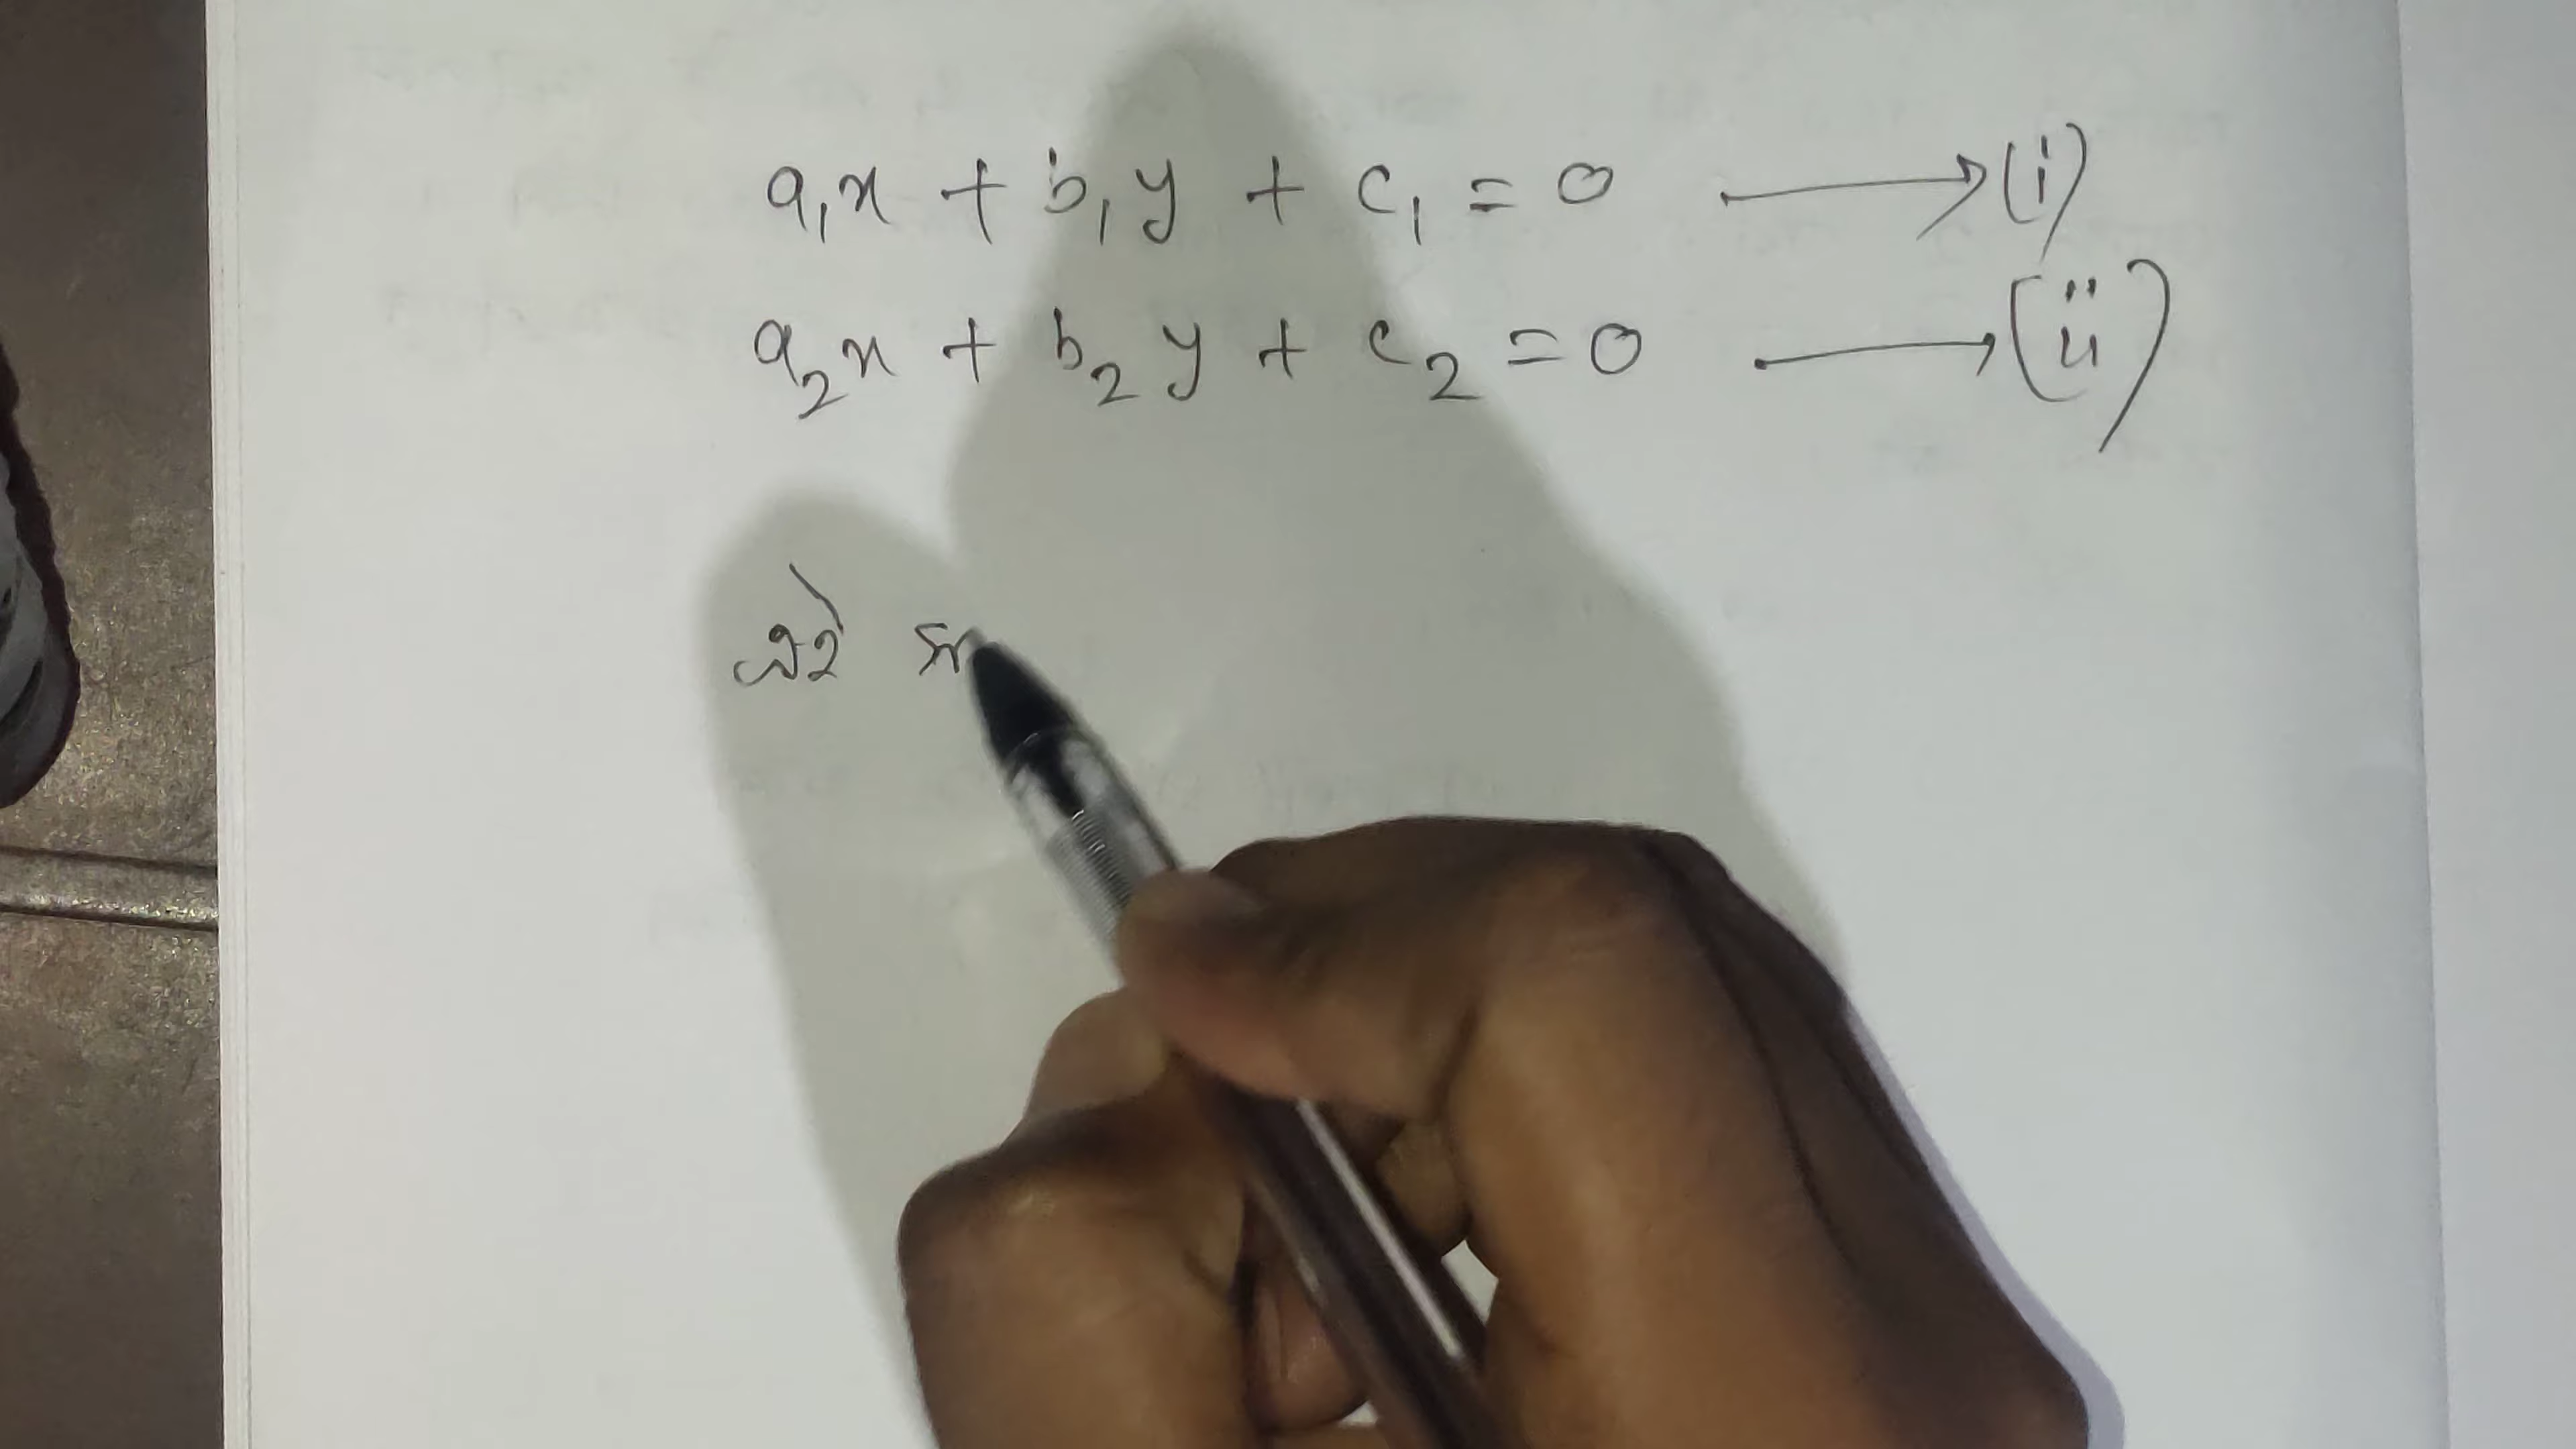 a₁x + b₁y + c₁ = 0 ⟶ (i)
a₂x + b₂y + c₂ = 0 ⟶ (ii)
এই